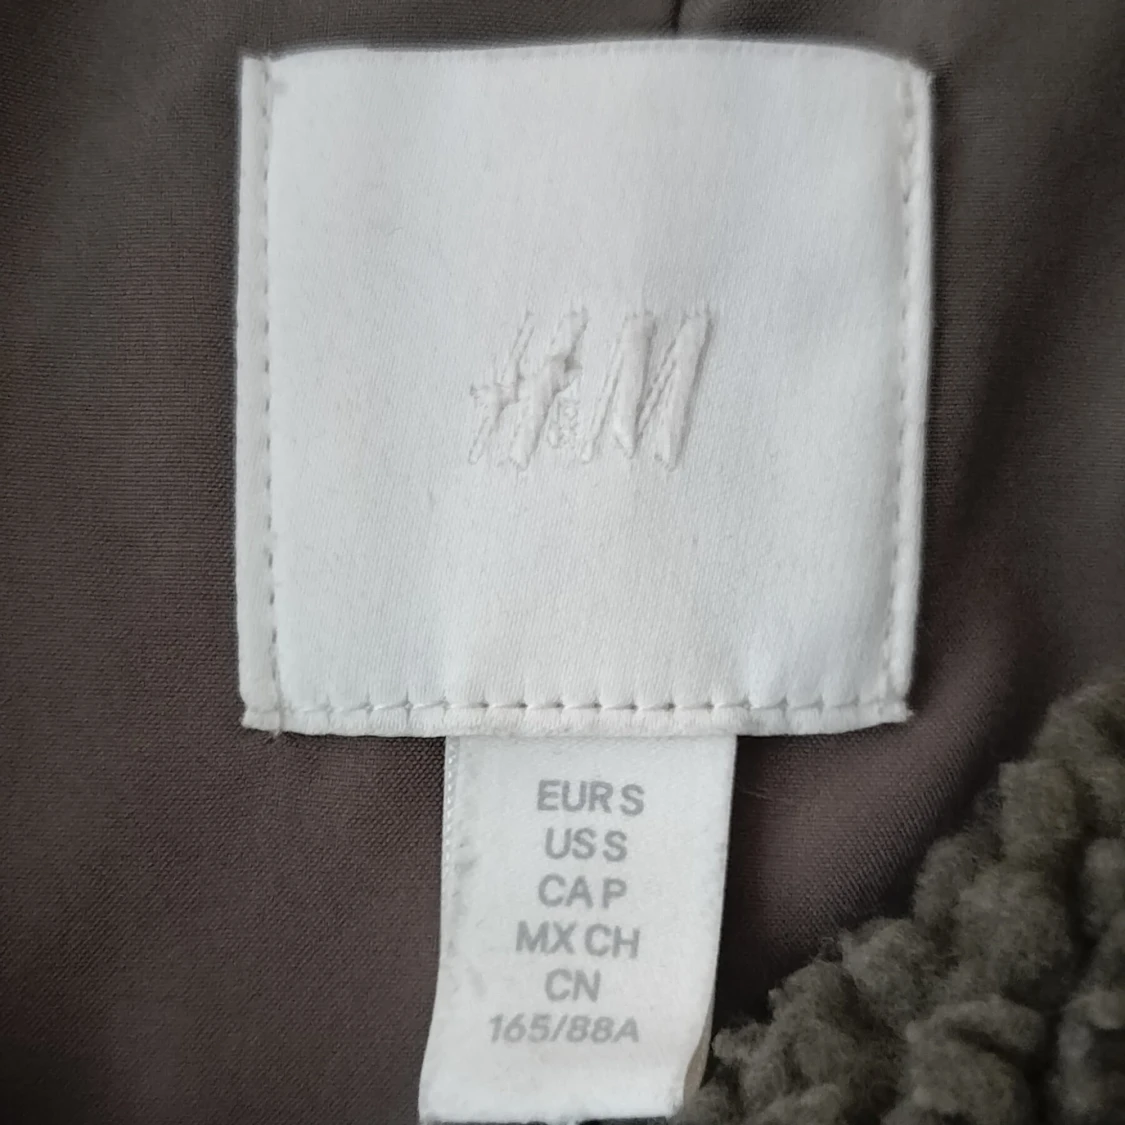 H&M
EUR S
US S
CA P
MX CH
CN
165/88A